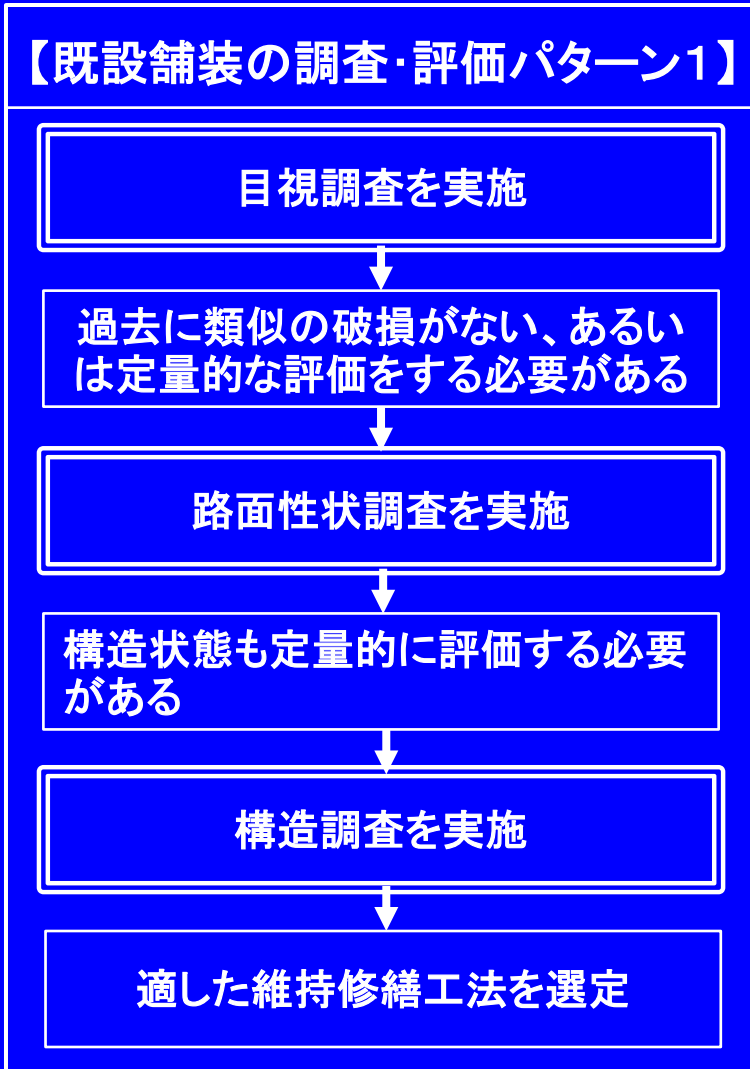 【既設舗装の調査・評価パターン１】
目視調査を実施
過去に類似の破損がない、あるい
は定量的な評価をする必要がある
路面性状調査を実施
構造状態も定量的に評価する必要
がある
構造調査を実施
適した維持修繕工法を選定